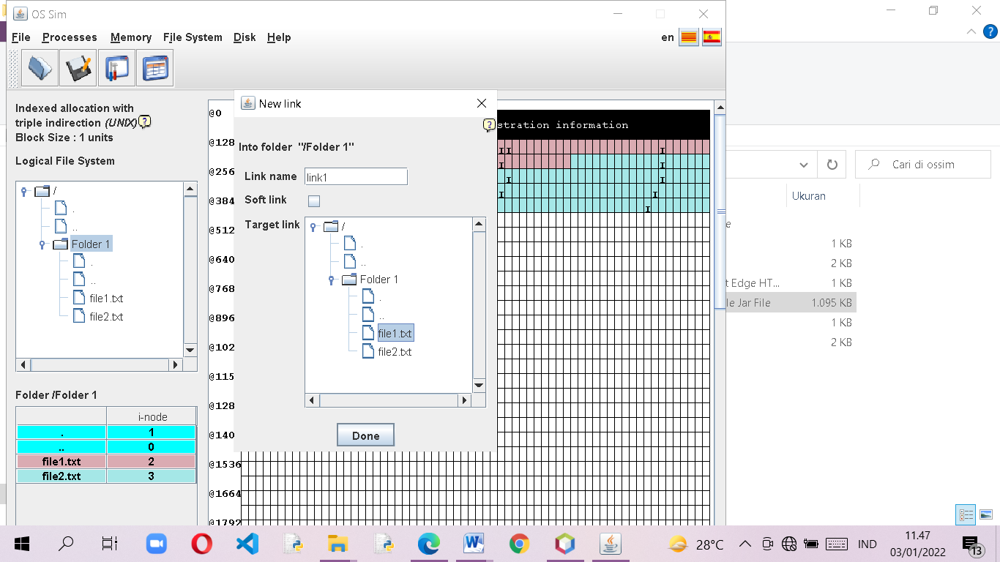 OS Sim
File Processes Memory File System Disk Help
en
Indexed allocation with
triple indirection (UNIX)
Block Size : 1 units
Logical File System
/
.
..
Folder 1
.
..
file1.txt
file2.txt
Folder /Folder 1
i-node
. 1
.. 0
file1.txt 2
file2.txt 3
@0
@128
@256
@384
@512
@640
@768
@896
@102
@115
@128
@140
@1536
@1664
@1792
stration information
I I I
I I
I I
I I
I
New link
Into folder "/Folder 1"
Link name link1
Soft link
Target link
/
.
..
Folder 1
.
..
file1.txt
file2.txt
Done
Cari di ossim
Ukuran
e
1 KB
2 KB
t Edge HT... 1 KB
le Jar File 1.095 KB
1 KB
2 KB
28°C
IND
11.47
03/01/2022
13